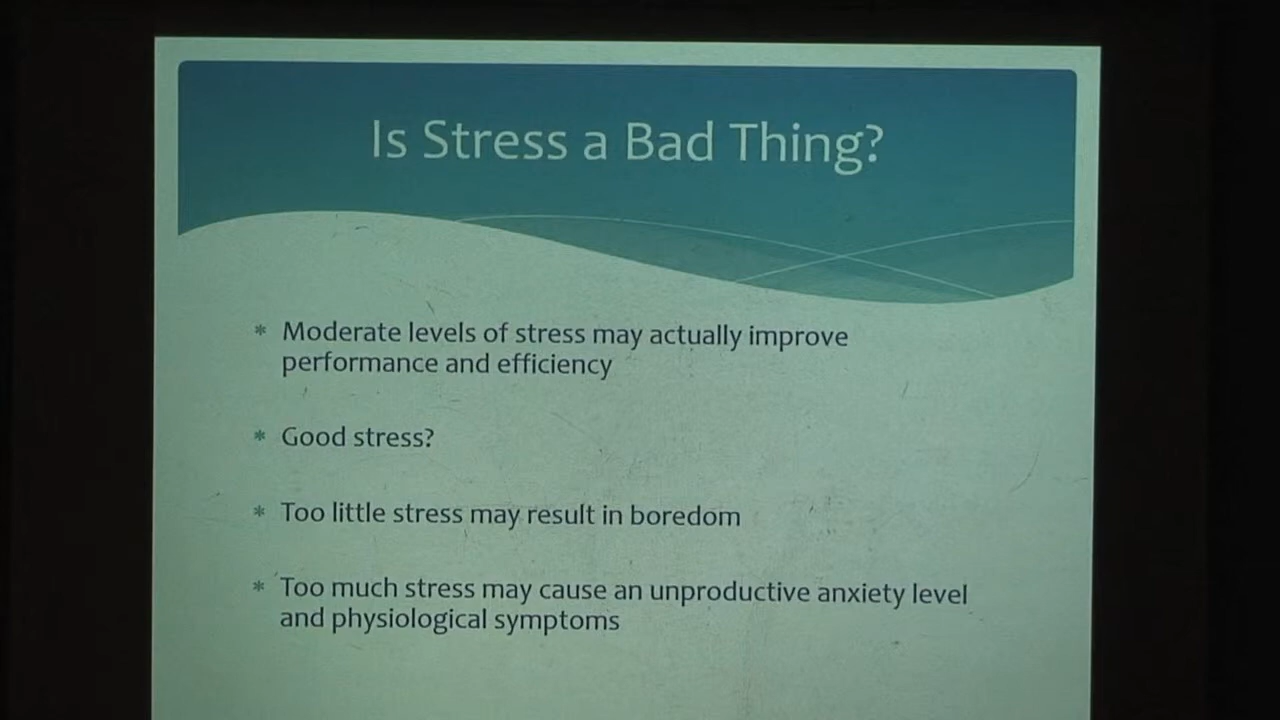 Is Stress a Bad Thing?
* Moderate levels of stress may actually improve
performance and efficiency
* Good stress?
* Too little stress may result in boredom
* Too much stress may cause an unproductive anxiety level
and physiological symptoms